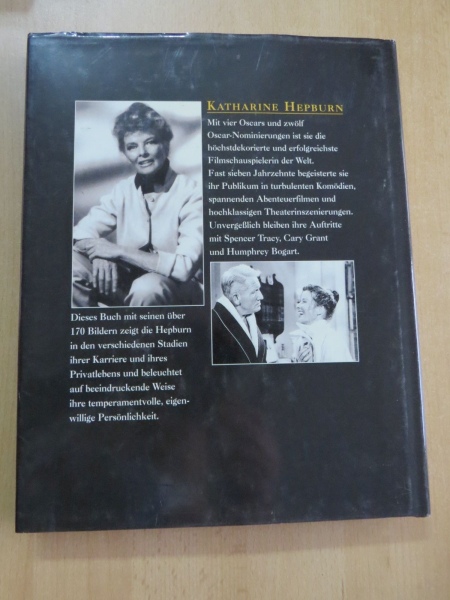 KATHARINE HEPBURN
Mit vier Oscars und zwölf
Oscar-Nominierungen ist sie die
höchstdekorierte und erfolgreichste
Filmschauspielerin der Welt.
Fast sieben Jahrzehnte begeisterte sie
ihr Publikum in turbulenten Komödien,
spannenden Abenteuerfilmen und
hochklassigen Theaterinszenierungen.
Unvergeßlich bleiben ihre Auftritte
mit Spencer Tracy, Cary Grant
und Humphrey Bogart.
Dieses Buch mit seinen über
170 Bildern zeigt die Hepburn
in den verschiedenen Stadien
ihrer Karriere und ihres
Privatlebens und beleuchtet
auf beeindruckende Weise
ihre temperamentvolle, eigen-
willige Persönlichkeit.